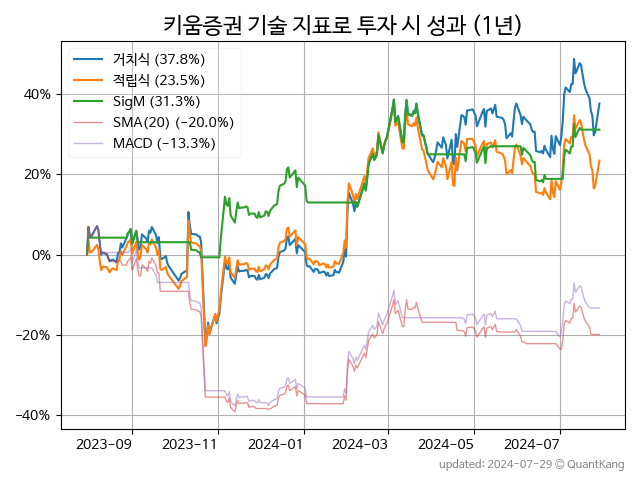 키움증권 기술 지표로 투자 시 성과 (1년)
거치식 (37.8%)
적립식 (23.5%)
SigM (31.3%)
SMA(20) (−20.0%)
MACD (−13.3%)
40%
20%
0%
−20%
−40%
2023-09
2023-11
2024-01
2024-03
2024-05
2024-07
updated: 2024-07-29 © QuantKang